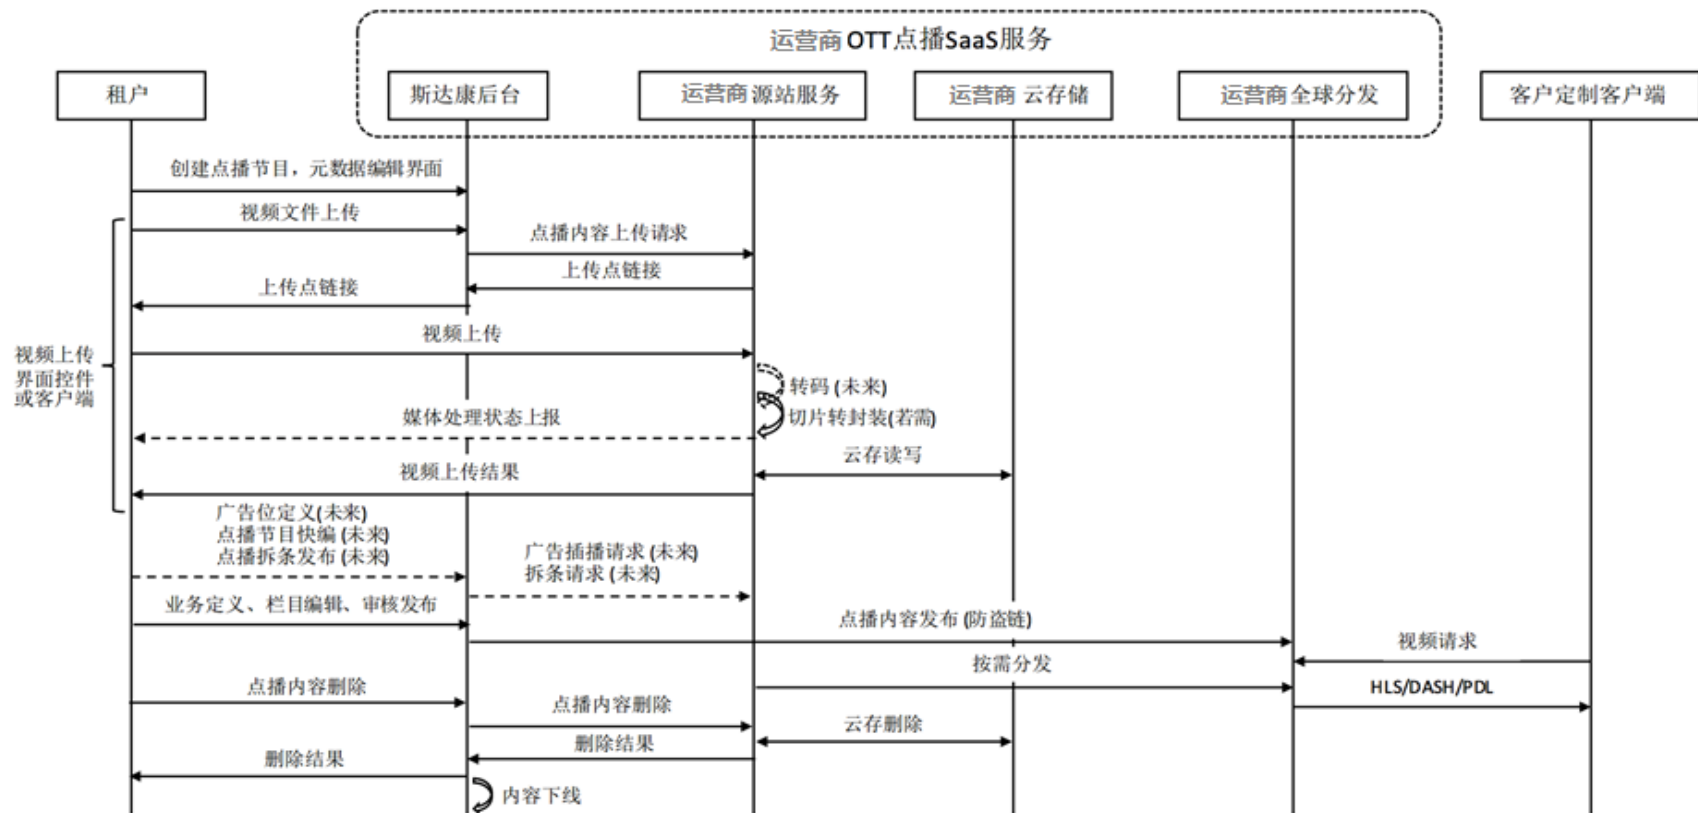 运营商 OTT点播SaaS服务
租户
斯达康后台
运营商 源站服务
运营商 云存储
运营商 全球分发
客户定制客户端
创建点播节目，元数据编辑界面
视频文件上传
点播内容上传请求
上传点链接
上传点链接
视频上传
视频上传
界面控件
或客户端
转码 (未来)
切片转封装(若需)
媒体处理状态上报
云存读写
视频上传结果
广告位定义(未来)
点播节目快编 (未来)
点播拆条发布 (未来)
广告插播请求 (未来)
拆条请求 (未来)
业务定义、栏目编辑、审核发布
点播内容发布 (防盗链)
视频请求
按需分发
HLS/DASH/PDL
点播内容删除
点播内容删除
云存删除
删除结果
删除结果
内容下线